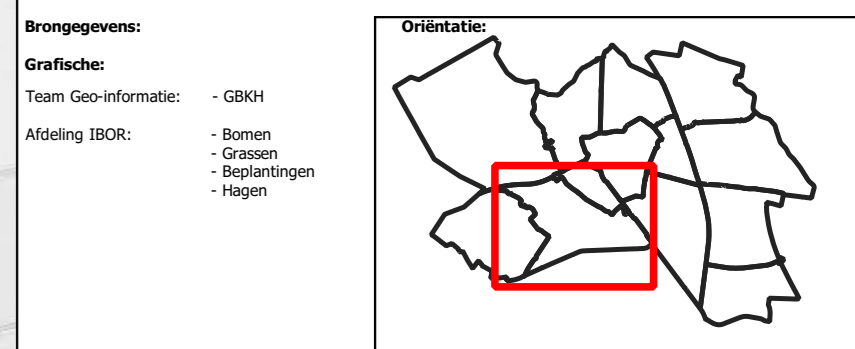 Brongegevens:
Grafische:
Team Geo-informatie: - GBKH
Afdeling IBOR: - Bomen
- Grassen
- Beplantingen
- Hagen
Oriëntatie: